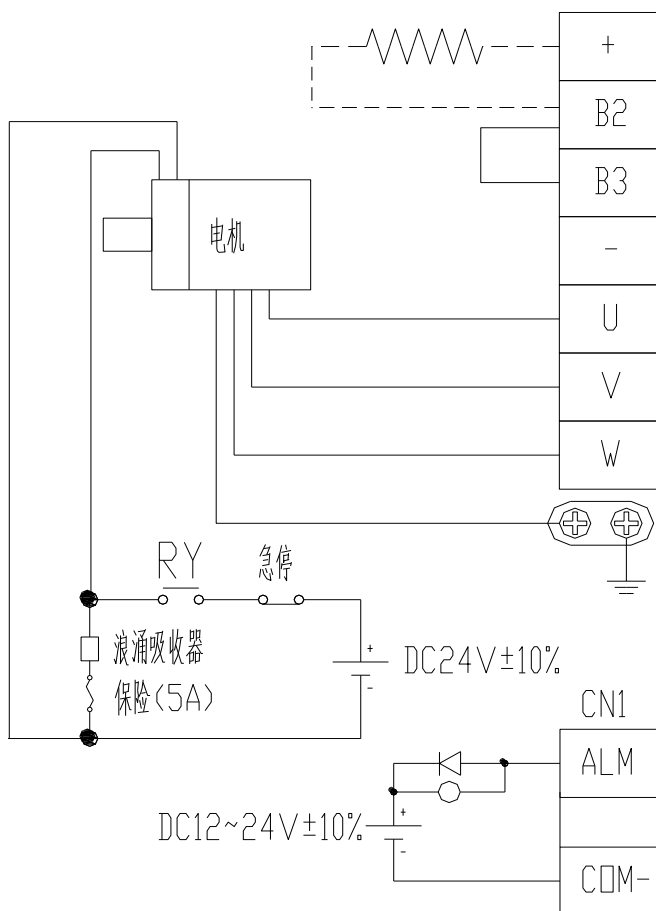 +
B2
B3
-
电机
U
V
W
RY
急停
浪涌吸收器
保险(5A)
+
DC24V±10%
-
CN1
ALM
+
DC12~24V±10%
-
COM-